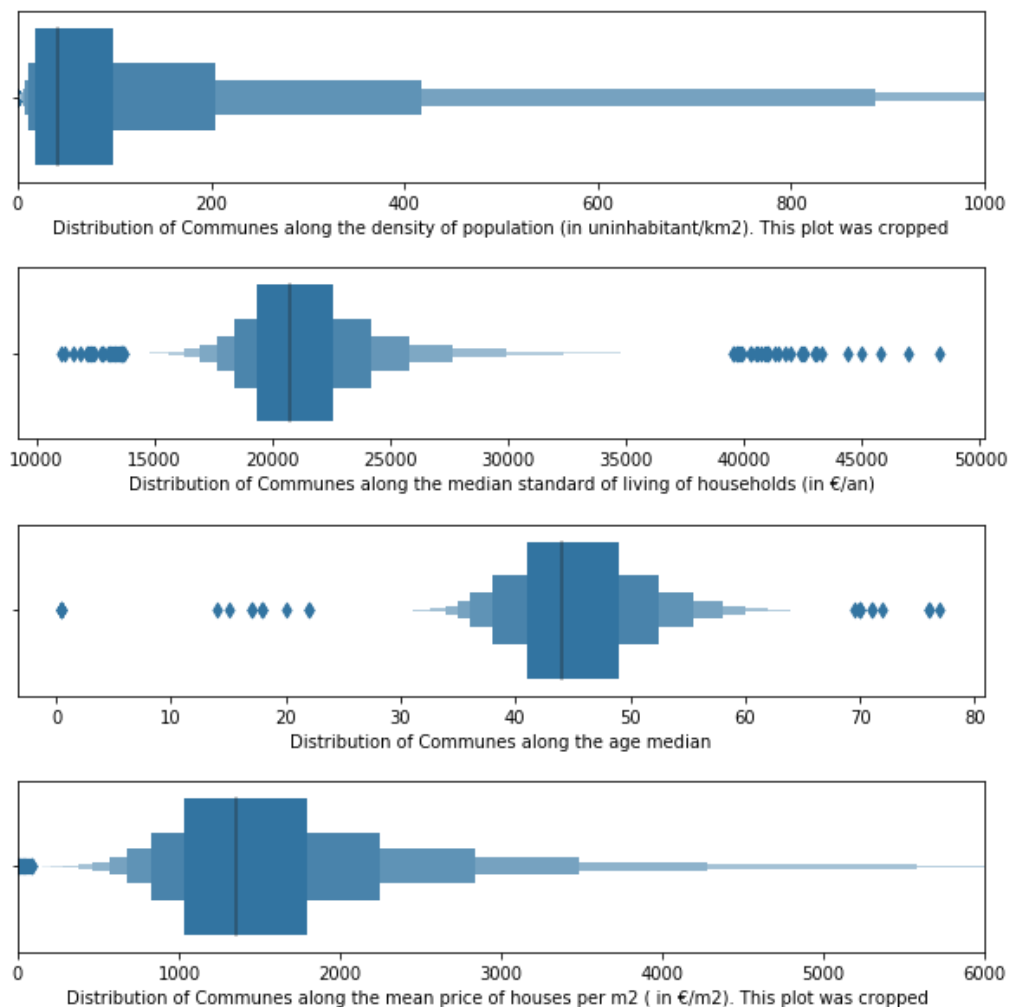 0 200 400 600 800 1000
Distribution of Communes along the density of population (in uninhabitant/km2). This plot was cropped
10000 15000 20000 25000 30000 35000 40000 45000 50000
Distribution of Communes along the median standard of living of households (in €/an)
0 10 20 30 40 50 60 70 80
Distribution of Communes along the age median
0 1000 2000 3000 4000 5000 6000
Distribution of Communes along the mean price of houses per m2 ( in €/m2). This plot was cropped